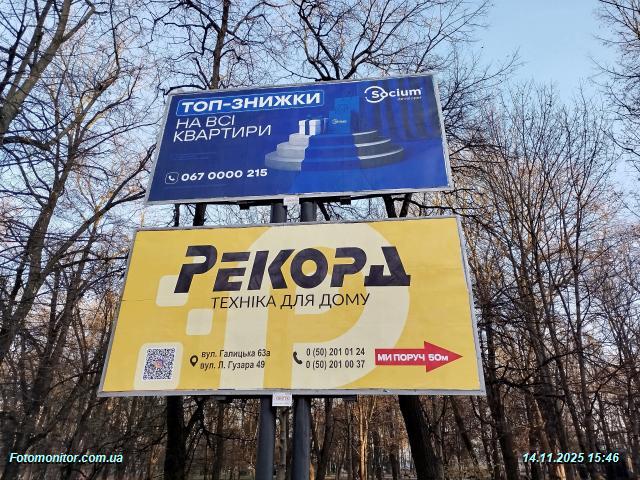 ТОП-ЗНИЖКИ
НА ВСІ
КВАРТИРИ
Socium
067 0000 215
РЕКОРД
ТЕХНІКА ДЛЯ ДОМУ
вул. Галицька 63а
вул. Л. Гузара 49
0 (50) 201 01 24
0 (50) 201 00 37
МИ ПОРУЧ 50м
Fotomonitor.com.ua
14.11.2025 15:46